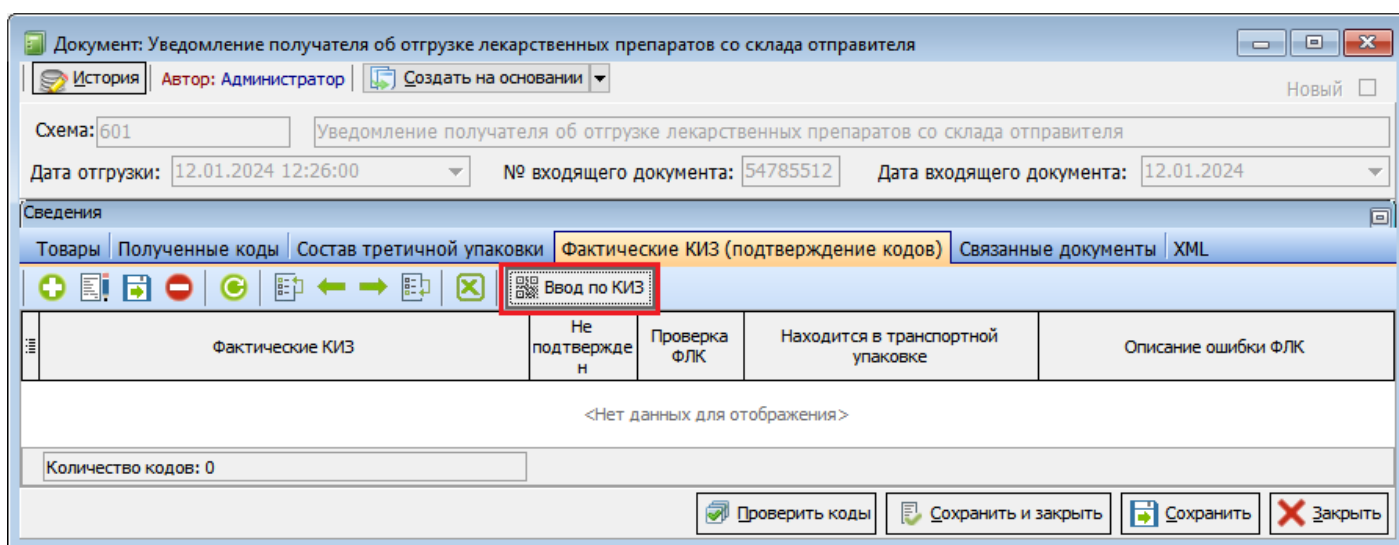 Документ: Уведомление получателя об отгрузке лекарственных препаратов со склада отправителя
История Автор: Администратор Создать на основании
Новый
Схема: 601 Уведомление получателя об отгрузке лекарственных препаратов со склада отправителя
Дата отгрузки: 12.01.2024 12:26:00 № входящего документа: 54785512 Дата входящего документа: 12.01.2024
Сведения
Товары Полученные коды Состав третичной упаковки Фактические КИЗ (подтверждение кодов) Связанные документы XML
Ввод по КИЗ
Фактические КИЗ
Не
подтвержде
н
Проверка
ФЛК
Находится в транспортной
упаковке
Описание ошибки ФЛК
<Нет данных для отображения>
Количество кодов: 0
Проверить коды Сохранить и закрыть Сохранить Закрыть